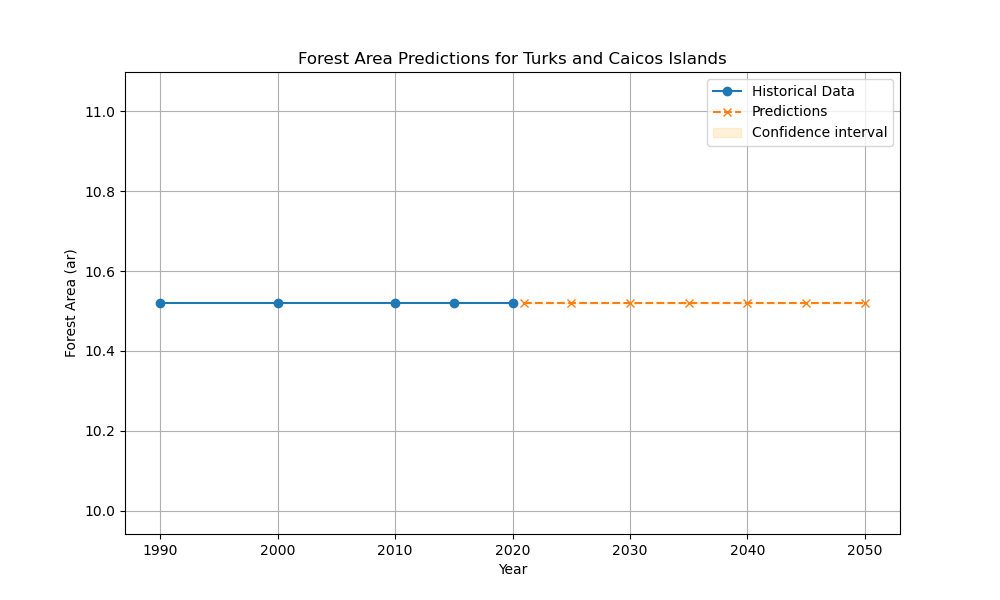 Forest Area Predictions for Turks and Caicos Islands
Historical Data
Predictions
Confidence interval
Forest Area (ar)
11.0
10.8
10.6
10.4
10.2
10.0
1990 2000 2010 2020 2030 2040 2050
Year